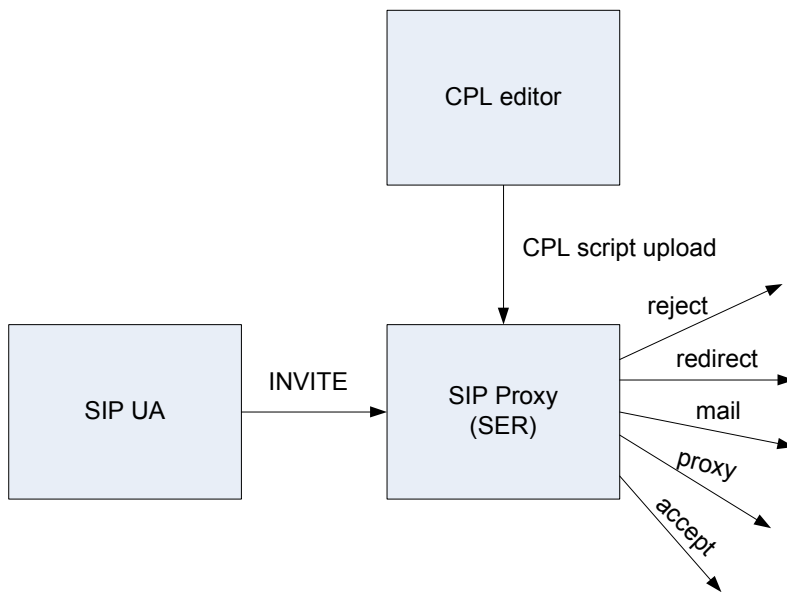 CPL editor
CPL script upload
reject
redirect
mail
proxy
accept
SIP UA
INVITE
SIP Proxy
(SER)